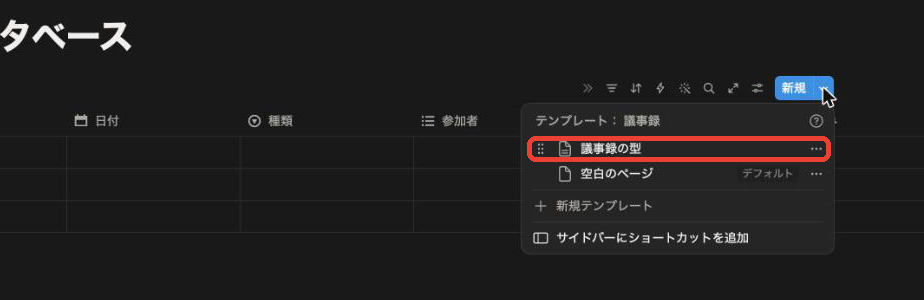 タベース
新規
日付
種類
参加者
テンプレート： 議事録
議事録の型
空白のページ デフォルト
新規テンプレート
サイドバーにショートカットを追加